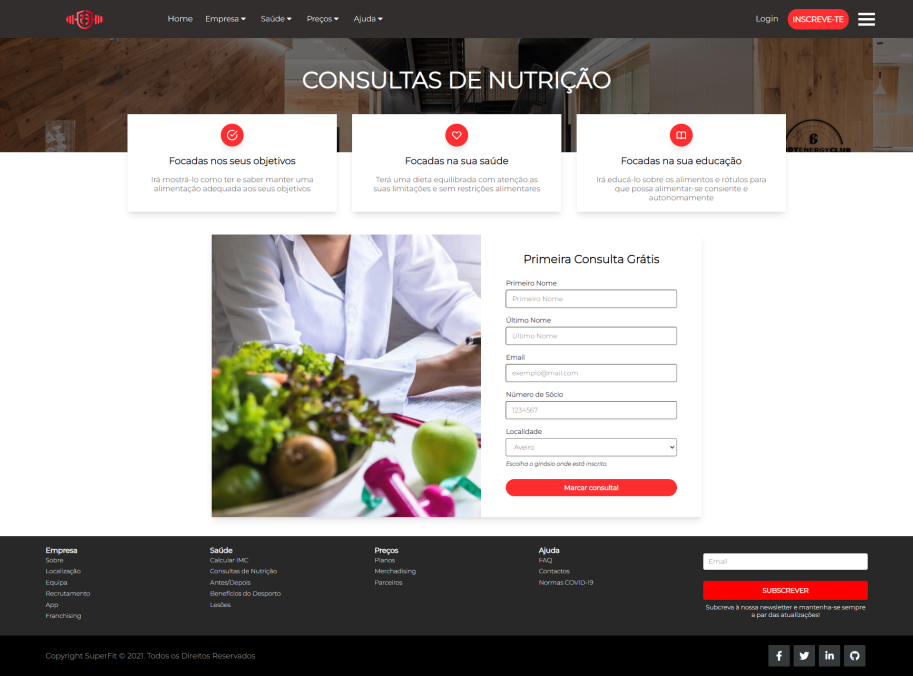 Home Empresa Saúde Preços Ajuda Login INSCREVE-TE
CONSULTAS DE NUTRIÇÃO
Focadas nos seus objetivos
Irá mostrá-lo como ter e saber manter uma
alimentação adequada aos seus objetivos
Focadas na sua saúde
Terá uma dieta equilibrada com atenção as
suas limitações e sem restrições alimentares
Focadas na sua educação
Irá educá-lo sobre os alimentos e rótulos para
que possa alimentar-se consiente e
autonomamente
Primeira Consulta Grátis
Primeiro Nome
Primeiro Nome
Último Nome
Último Nome
Email
exemplo@mail.com
Número de Sócio
1234567
Localidade
Aveiro
Escolha o ginásio onde está inscrito.
Marcar consulta!
Empresa
Sobre
Localização
Equipa
Recrutamento
App
Franchising
Saúde
Calcular IMC
Consultas de Nutrição
Antes/Depois
Benefícios do Desporto
Lesões
Preços
Planos
Merchadising
Parceiros
Ajuda
FAQ
Contactos
Normas COVID-19
Email
SUBSCREVER
Subcreva à nossa newsletter e mantenha-se sempre
a par das atualizações!
Copyright SuperFit © 2021. Todos os Direitos Reservados